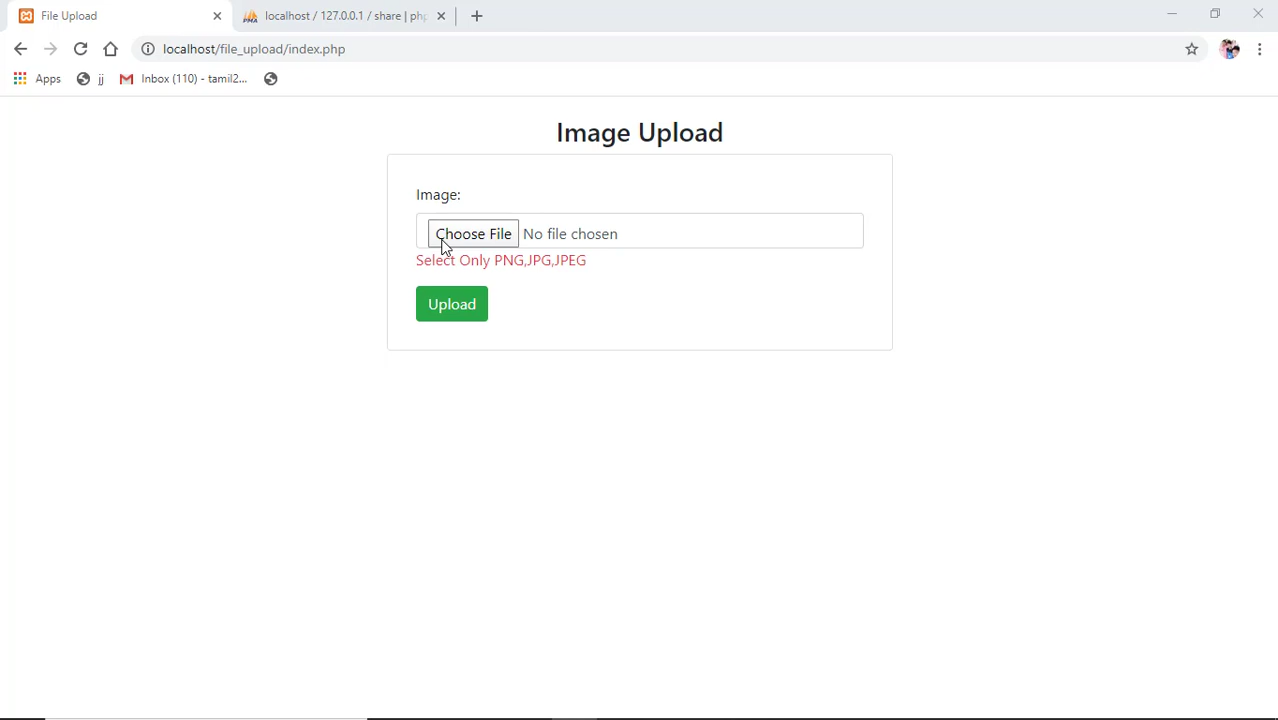 File Upload
localhost / 127.0.0.1 / share | php
localhost/file_upload/index.php
Apps
jj
Inbox (110) - tamil2...
Image Upload
Image:
Choose File No file chosen
Select Only PNG,JPG,JPEG
Upload